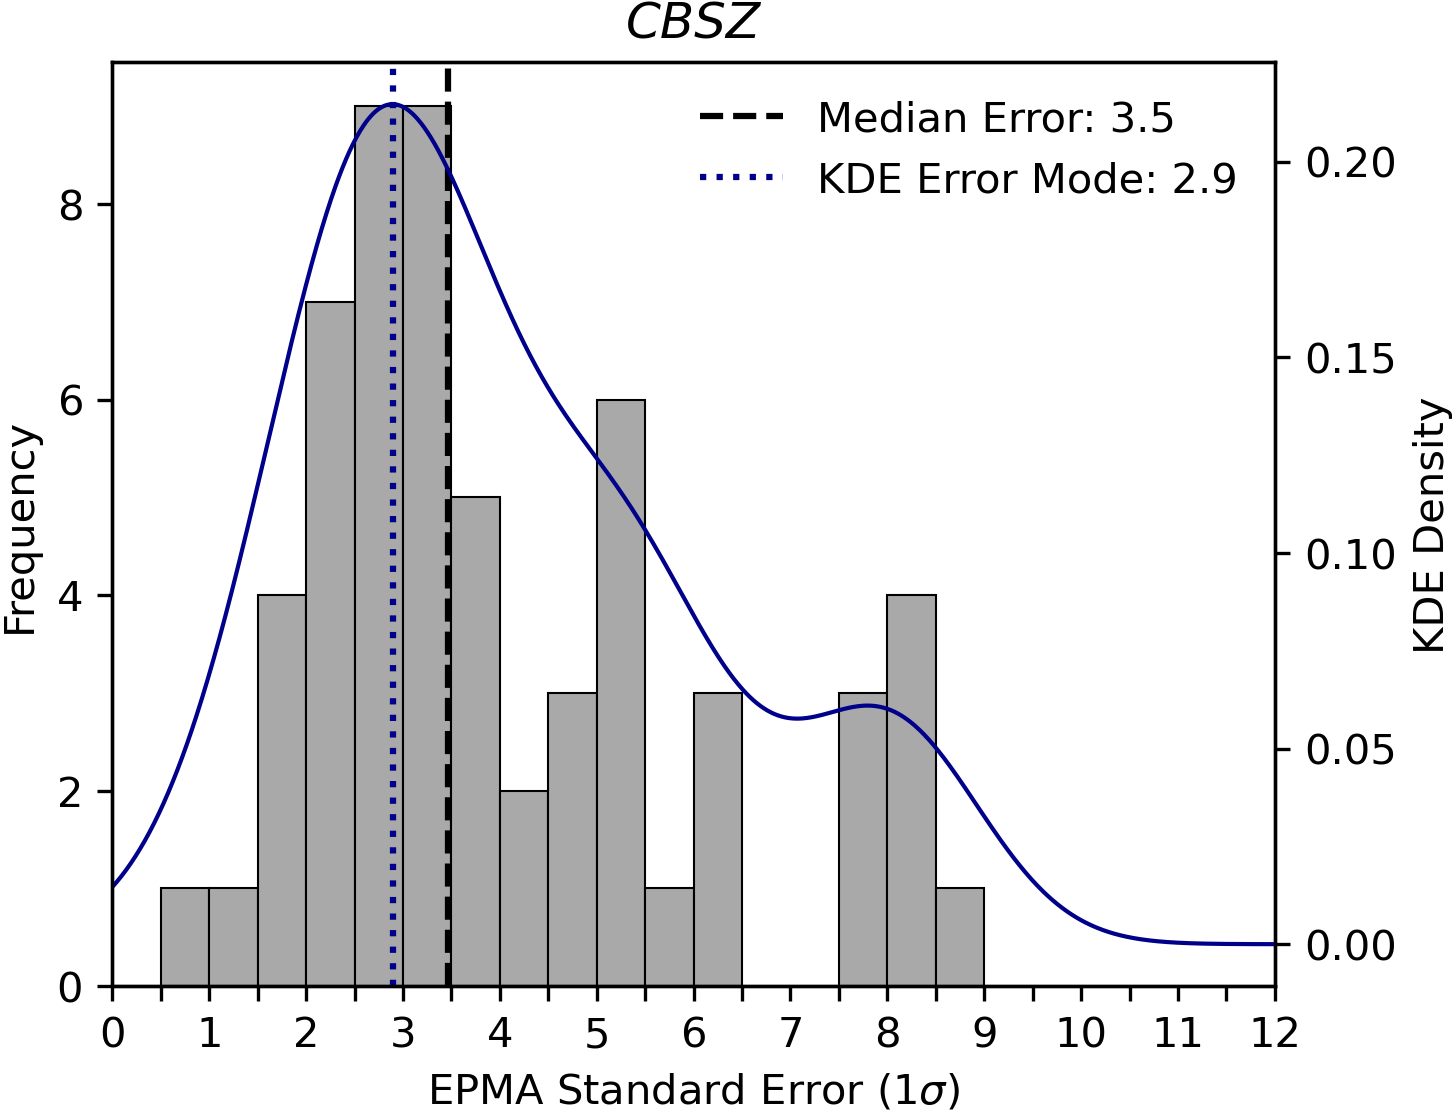 CBSZ
Median Error: 3.5
KDE Error Mode: 2.9
Frequency
8
6
4
2
0
0.20
0.15
0.10
0.05
0.00
KDE Density
0 1 2 3 4 5 6 7 8 9 10 11 12
EPMA Standard Error (1σ)